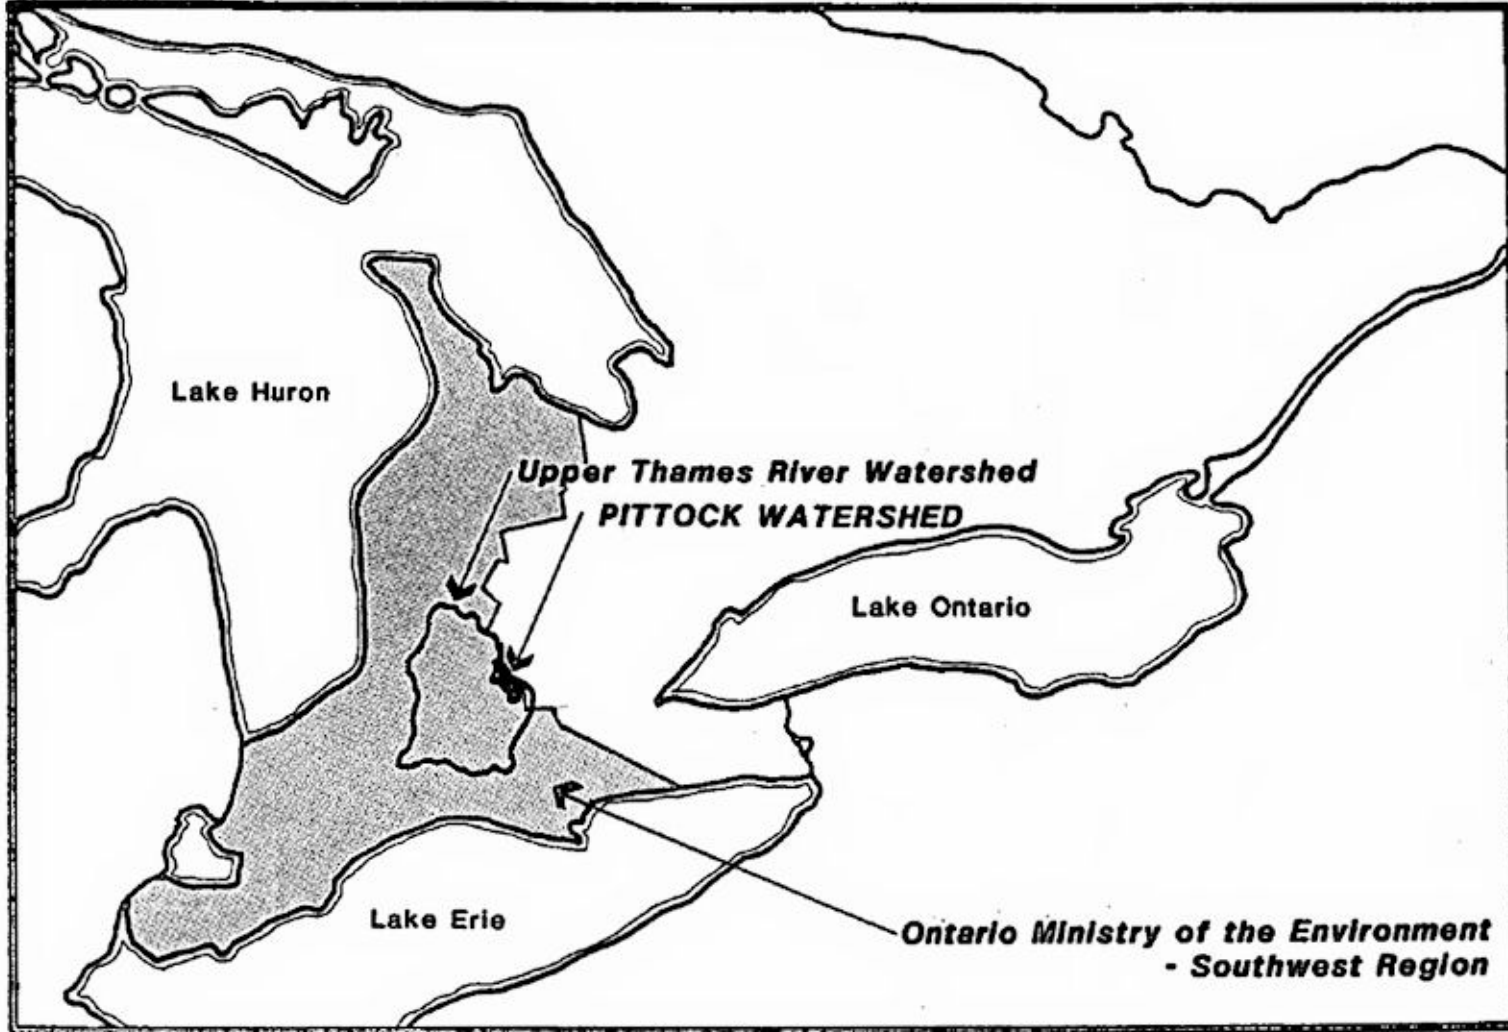 Lake Huron
Upper Thames River Watershed
PITTOCK WATERSHED
Lake Ontario
Lake Erie
Ontario Ministry of the Environment
- Southwest Region